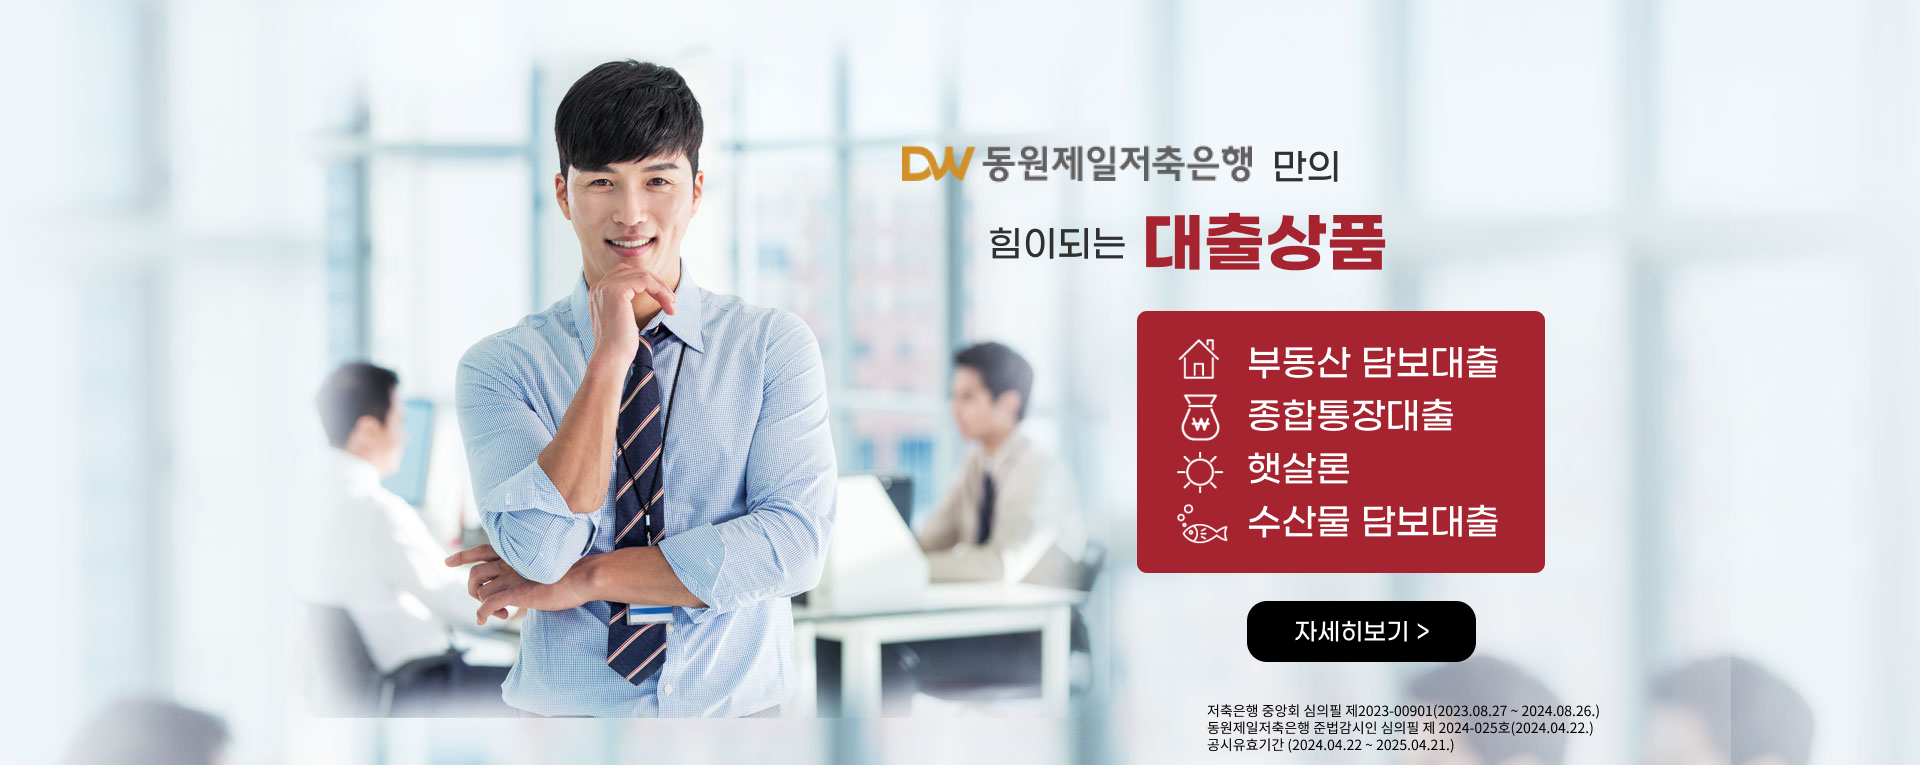 DW 동원제일저축은행 만의
힘이되는 대출상품
부동산 담보대출
종합통장대출
햇살론
수산물 담보대출
자세히보기 >
저축은행 중앙회 심의필 제2023-00901(2023.08.27 ~ 2024.08.26.)
동원제일저축은행 준법감시인 심의필 제 2024-025호(2024.04.22.)
공시유효기간 (2024.04.22 ~ 2025.04.21.)